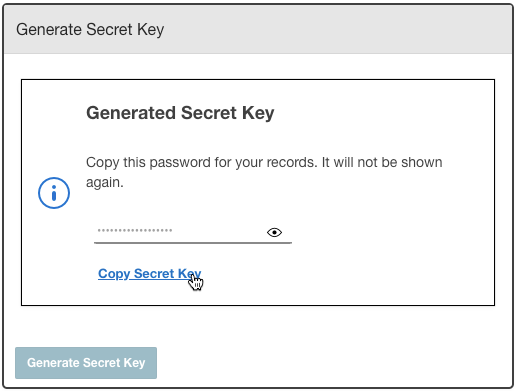 Generate Secret Key
Generated Secret Key
Copy this password for your records. It will not be shown
again.
••••••••••••••••••
Copy Secret Key
Generate Secret Key